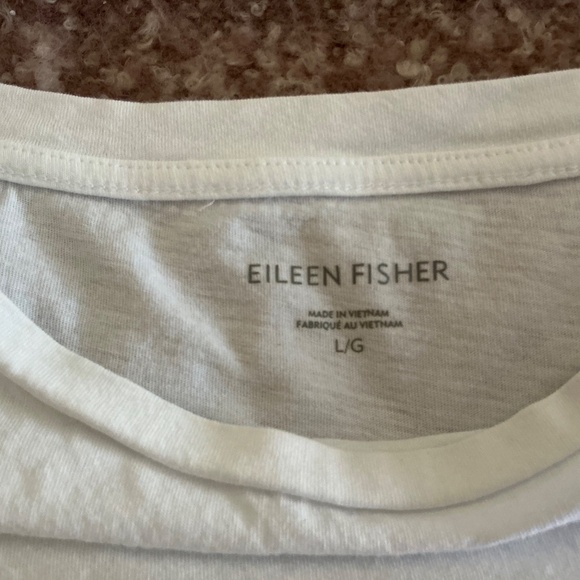 EILEEN FISHER
MADE IN VIETNAM
FABRIQUÉ AU VIETNAM
L/G